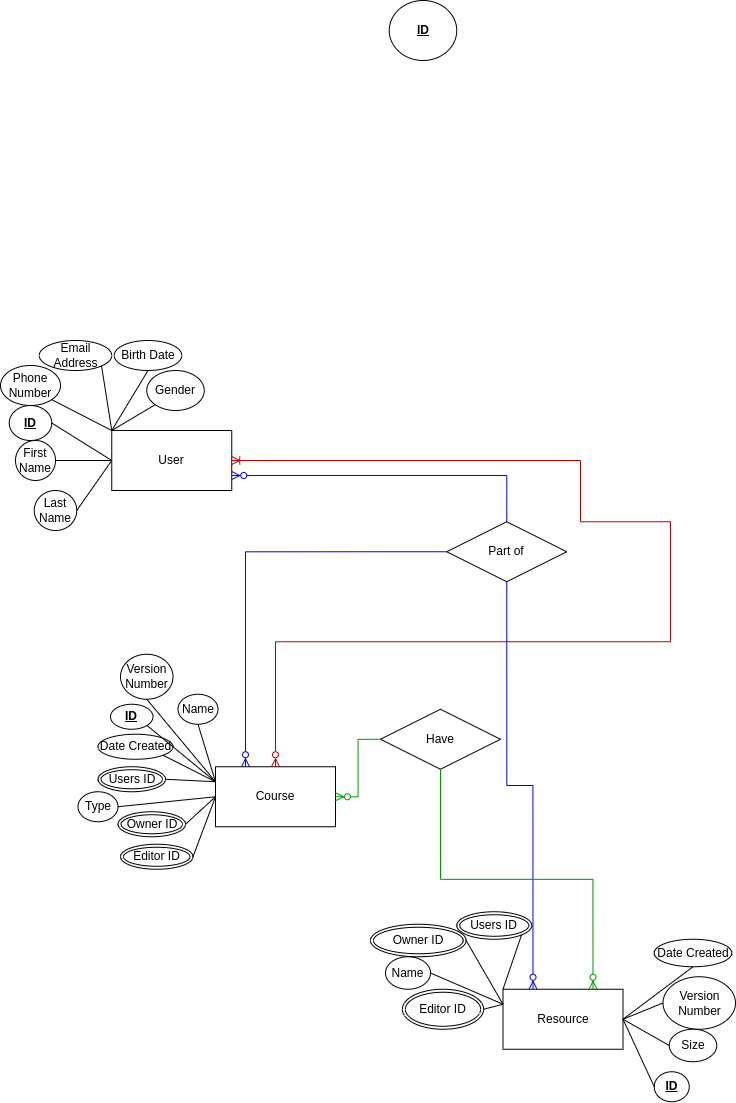 ID
Email
Address
Birth Date
Phone
Number
Gender
ID
First
Name
User
Last
Name
Part of
Version
Number
Name
ID
Date Created
Have
Users ID
Course
Type
Owner ID
Editor ID
Users ID
Owner ID
Date Created
Name
Version
Number
Editor ID
Resource
Size
ID